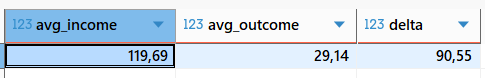 123 avg_income 123 avg_outcome 123 delta
119,69 29,14 90,55